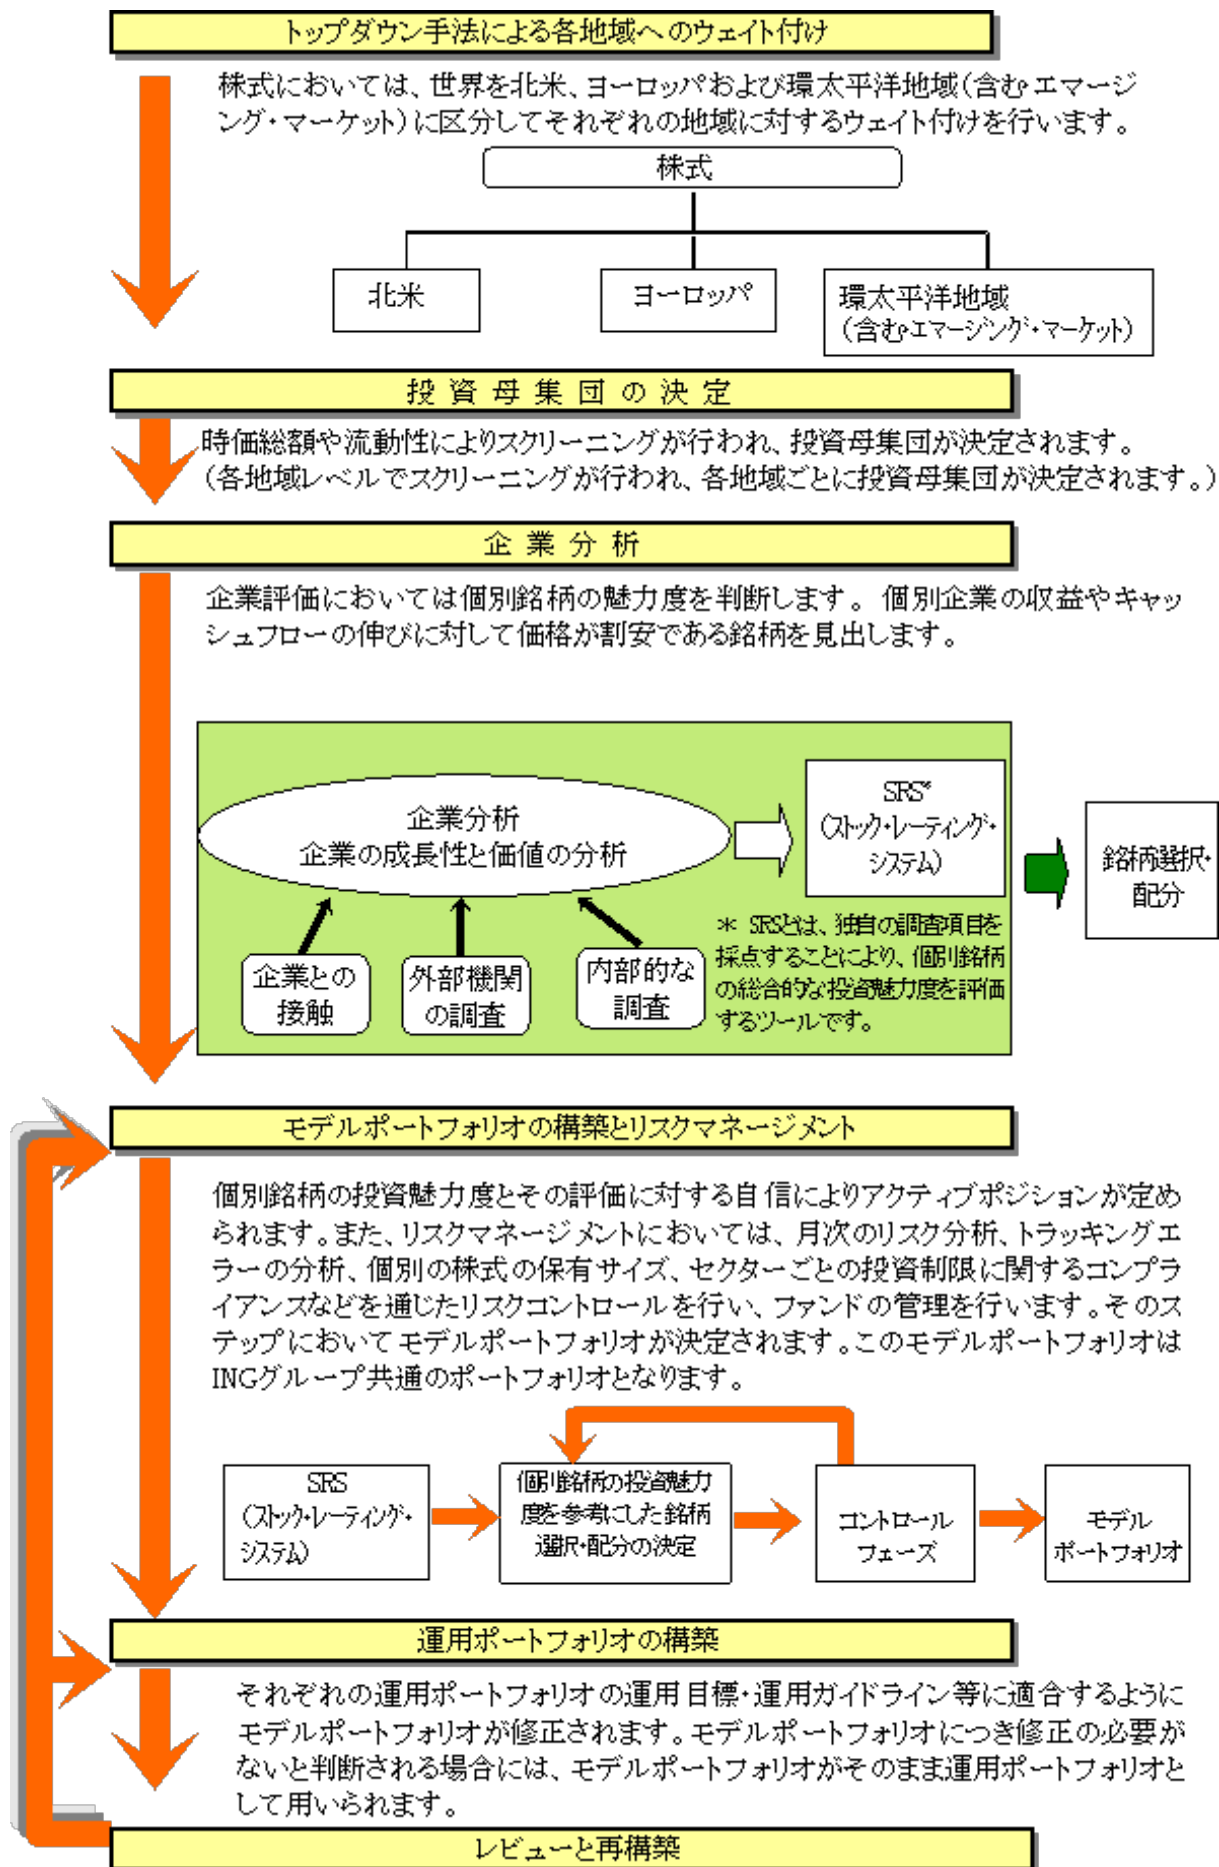 トップダウン手法による各地域へのウェイト付け
株式においては、世界を北米、ヨーロッパおよび環太平洋地域(含むエマージ
ング・マーケット)に区分してそれぞれの地域に対するウェイト付けを行います。
株式
北米
ヨーロッパ
環太平洋地域
(含むエマージング・マーケット)
投資母集団の決定
時価総額や流動性によりスクリーニングが行われ、投資母集団が決定されます。
(各地域レベルでスクリーニングが行われ、各地域ごとに投資母集団が決定されます。)
企業分析
企業評価においては個別銘柄の魅力度を判断します。 個別企業の収益やキャッ
シュフローの伸びに対して価格が割安である銘柄を見出します。
企業分析
企業の成長性と価値の分析
SRS*
(ストック・レーティング・
システム)
銘柄選択・
配分
企業との
接触
外部機関
の調査
内部的な
調査
* SRSとは、独自の調査項目を
採点することにより、個別銘柄
の総合的な投資魅力度を評価
するツールです。
モデルポートフォリオの構築とリスクマネージメント
個別銘柄の投資魅力度とその評価に対する自信によりアクティブポジションが定め
られます。また、リスクマネージメントにおいては、月次のリスク分析、トラッキングエ
ラーの分析、個別の株式の保有サイズ、セクターごとの投資制限に関するコンプラ
イアンスなどを通じたリスクコントロールを行い、ファンドの管理を行います。そのス
テップにおいてモデルポートフォリオが決定されます。このモデルポートフォリオは
INGグループ共通のポートフォリオとなります。
SRS
(ストック・レーティング・
システム)
個別銘柄の投資魅力
度を参考にした銘柄
選択・配分の決定
コントロール
フェーズ
モデル
ポートフォリオ
運用ポートフォリオの構築
それぞれの運用ポートフォリオの運用目標・運用ガイドライン等に適合するように
モデルポートフォリオが修正されます。モデルポートフォリオにつき修正の必要が
ないと判断される場合には、モデルポートフォリオがそのまま運用ポートフォリオと
して用いられます。
レビューと再構築